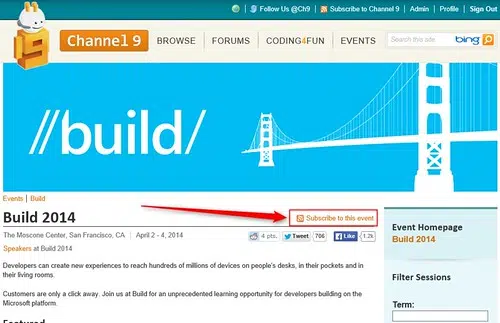 Follow Us @Ch9 Subscribe to Channel 9 Admin Profile Sign Out
9 Channel 9 BROWSE FORUMS CODING4FUN EVENTS Search this site bing
//build/
Events Build
Build 2014 Subscribe to this event
The Moscone Center, San Francisco, CA April 2 - 4, 2014 4 pts. Tweet 706 Like 1.2k
Speakers at Build 2014
Developers can create new experiences to reach hundreds of millions of devices on people's desks, in their pockets and in
their living rooms.
Customers are only a click away. Join us at Build for an unprecedented learning opportunity for developers building on the
Microsoft platform.
Featured
Event Homepage
Build 2014
Filter Sessions
Term: